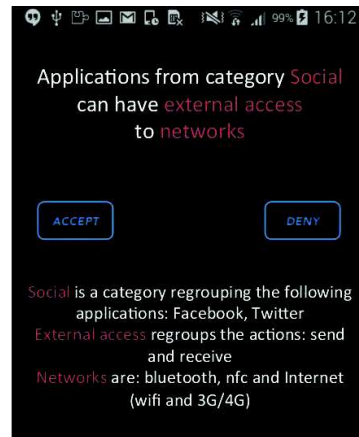 99% 16:12
Applications from category Social
can have external access
to networks
ACCEPT
DENY
Social is a category regrouping the following
applications: Facebook, Twitter
External access regroups the actions: send
and receive
Networks are: bluetooth, nfc and Internet
(wifi and 3G/4G)